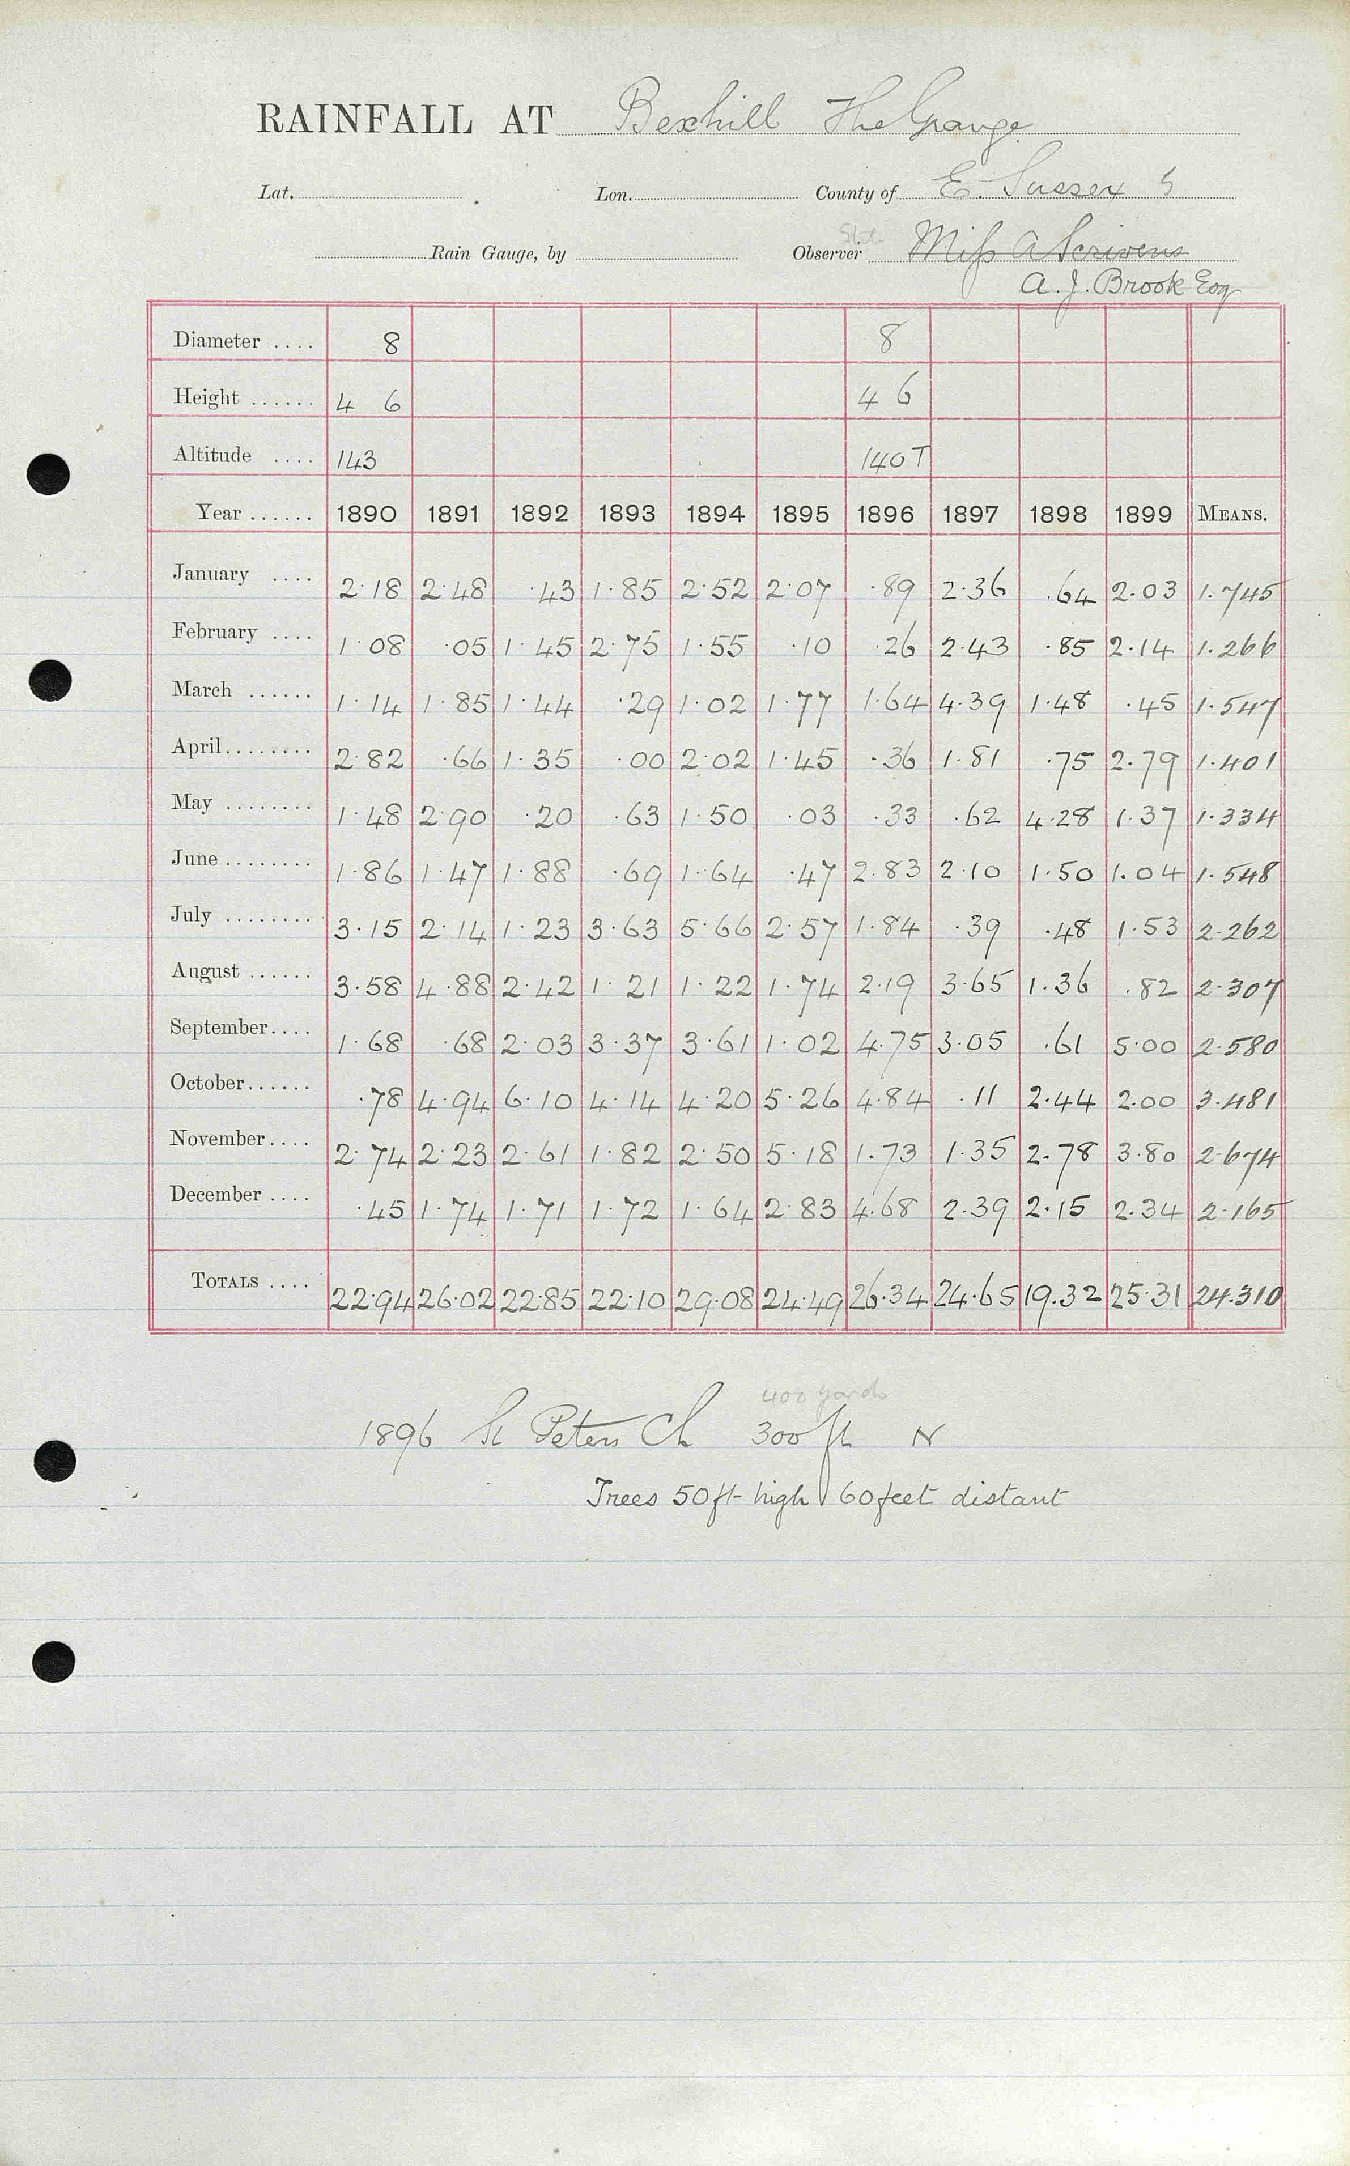 RAINFALL AT Bexhill The Grange
Lat. Lon. County of E Sussex 5
Rain Gauge, by Observer Miss A Scrivens
A. J. Brook Esq
Diameter .... 8 8
Height ...... 4 6 4 6
Altitude .... 143 140 T
Year ...... 1890 1891 1892 1893 1894 1895 1896 1897 1898 1899 MEANS.
January .... 2.18 2.48 .43 1.85 2.52 2.07 .89 2.36 .64 2.03 1.745
February .... 1.08 .05 1.45 2.75 1.55 .10 .26 2.43 .85 2.14 1.266
March ...... 1.14 1.85 1.44 .29 1.02 1.77 1.64 4.39 1.48 .45 1.547
April........ 2.82 .66 1.35 .00 2.02 1.45 .36 1.81 .75 2.79 1.401
May ........ 1.48 2.90 .20 .63 1.50 .03 .33 .62 4.28 1.37 1.334
June ........ 1.86 1.47 1.88 .69 1.64 .47 2.83 2.10 1.50 1.04 1.548
July ........ 3.15 2.14 1.23 3.63 5.66 2.57 1.84 .39 .48 1.53 2.262
August ...... 3.58 4.88 2.42 1.21 1.22 1.74 2.19 3.65 1.36 .82 2.307
September.... 1.68 .68 2.03 3.37 3.61 1.02 4.75 3.05 .61 5.00 2.580
October...... .78 4.94 6.10 4.14 4.20 5.26 4.84 .11 2.44 2.00 3.481
November.... 2.74 2.23 2.61 1.82 2.50 5.18 1.73 1.35 2.78 3.80 2.674
December .... .45 1.74 1.71 1.72 1.64 2.83 4.68 2.39 2.15 2.34 2.165
TOTALS .... 22.94 26.02 22.85 22.10 29.08 24.49 26.34 24.65 19.32 25.31 24.310
400 yards
1896 St Peters Ch 300 ft N
Trees 50 ft high 60 feet distant